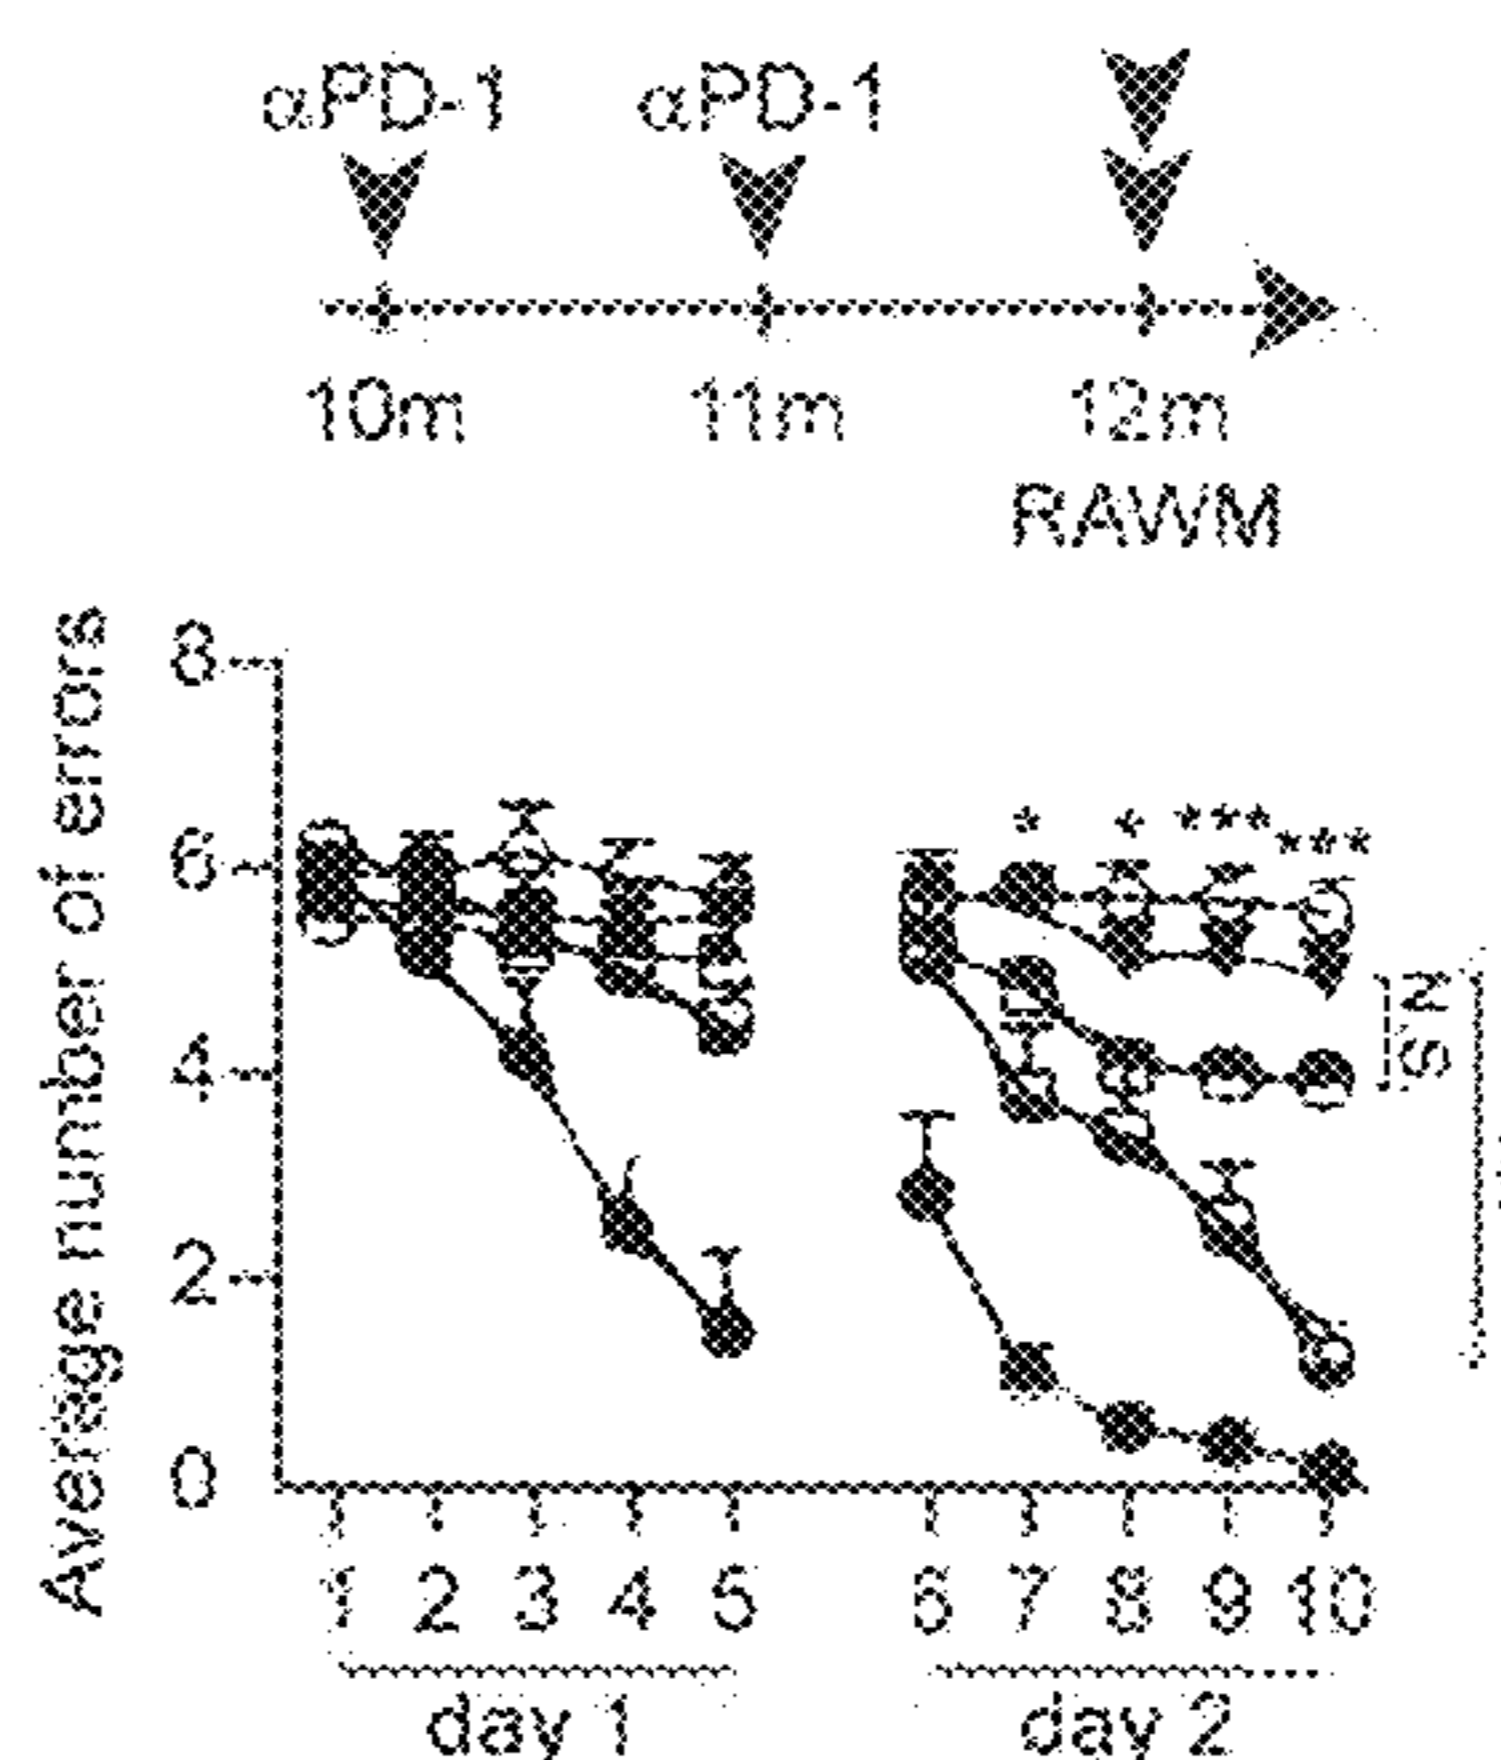 αPD-1 αPD-1
10m 11m 12m
RAWM
Average number of errors
8
6
4
2
0
* * *** ***
N.S
1 2 3 4 5 6 7 8 9 10
day 1 day 2